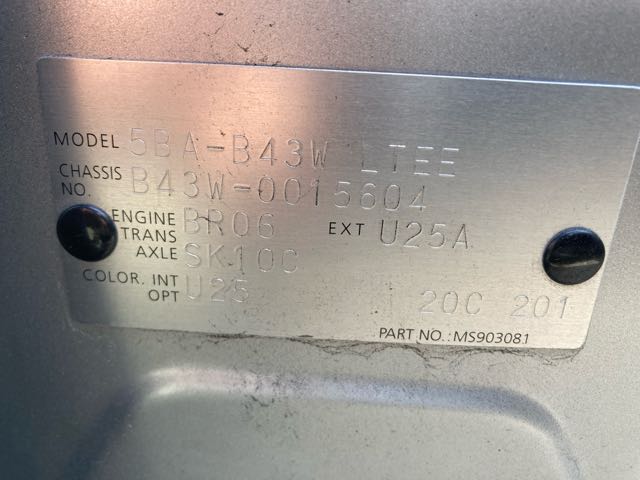 MODEL 5BA-B43W LTEE
CHASSIS NO. B43W-0015604
ENGINE BR06 EXT U25A
TRANS AXLE SK10C
COLOR. INT U25
OPT 20C 201
PART NO.:MS903081